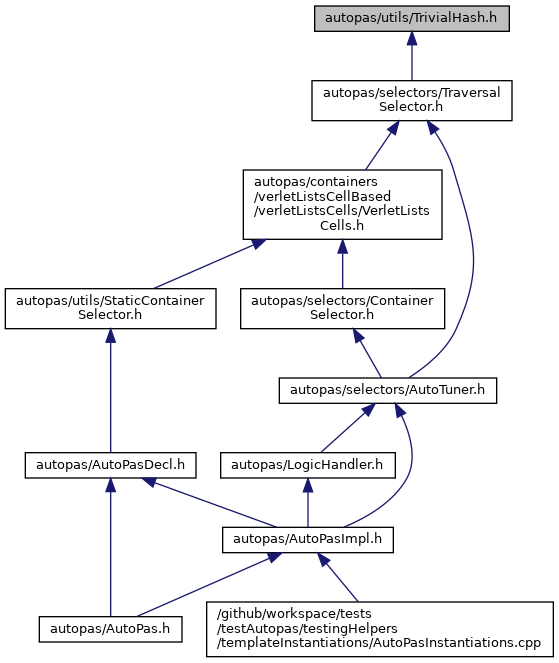 autopas/utils/TrivialHash.h
autopas/selectors/Traversal
Selector.h
autopas/containers
/verletListsCellBased
/verletListsCells/VerletLists
Cells.h
autopas/utils/StaticContainer
Selector.h
autopas/selectors/Container
Selector.h
autopas/selectors/AutoTuner.h
autopas/AutoPasDecl.h
autopas/LogicHandler.h
autopas/AutoPasImpl.h
autopas/AutoPas.h
/github/workspace/tests
/testAutopas/testingHelpers
/templateInstantiations/AutoPasInstantiations.cpp